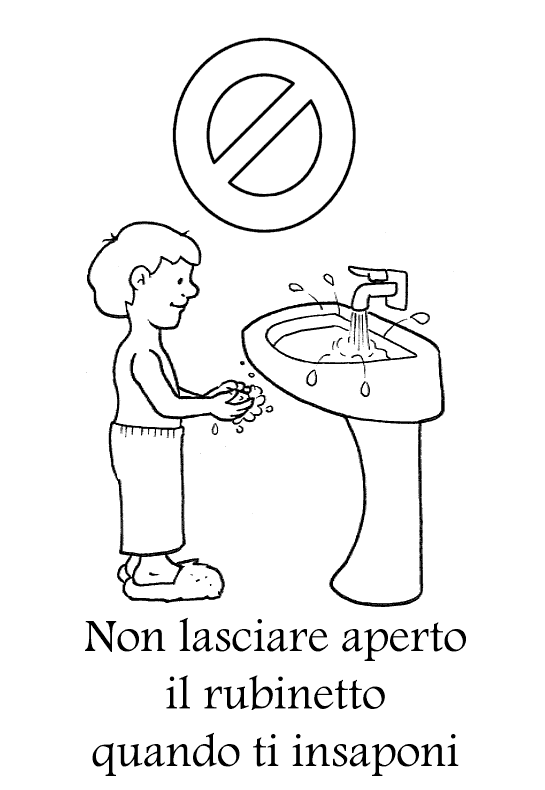 Non lasciare aperto
il rubinetto
quando ti insaponi